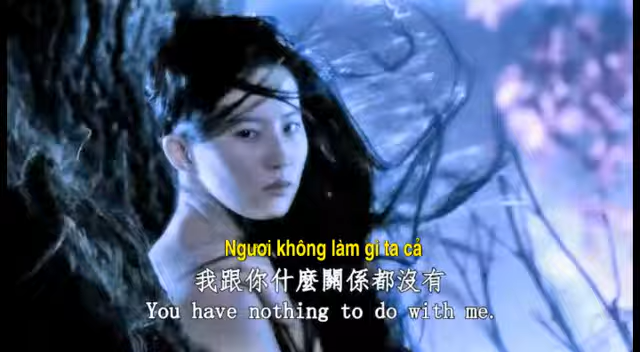 Ngươi không làm gì ta cả
我跟你什麼關係都沒有
You have nothing to do with me.